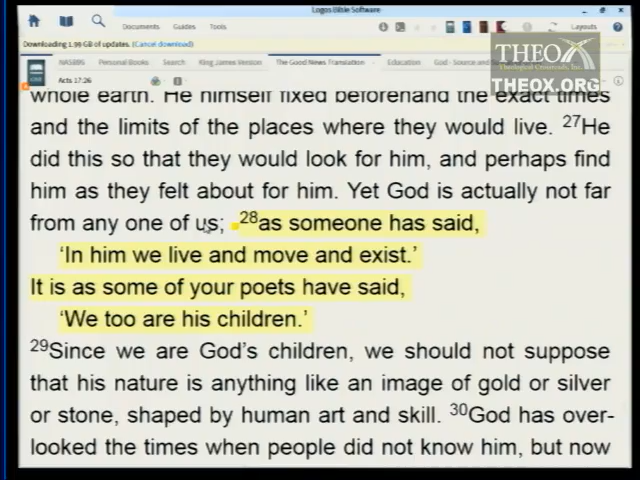 Logos Bible Software
Documents Guides Tools Layouts
Downloading 1.99 GB of updates. (Cancel download)
NASB95 Personal Books Search King James Version The Good News Translation Education God - Source and
Acts 17:26
THEOX
THEOX.ORG
whole earth. He himself fixed beforehand the exact times
and the limits of the places where they would live. 27He
did this so that they would look for him, and perhaps find
him as they felt about for him. Yet God is actually not far
from any one of us; 28as someone has said,
‘In him we live and move and exist.’
It is as some of your poets have said,
‘We too are his children.’
29Since we are God’s children, we should not suppose
that his nature is anything like an image of gold or silver
or stone, shaped by human art and skill. 30God has over-
looked the times when people did not know him, but now